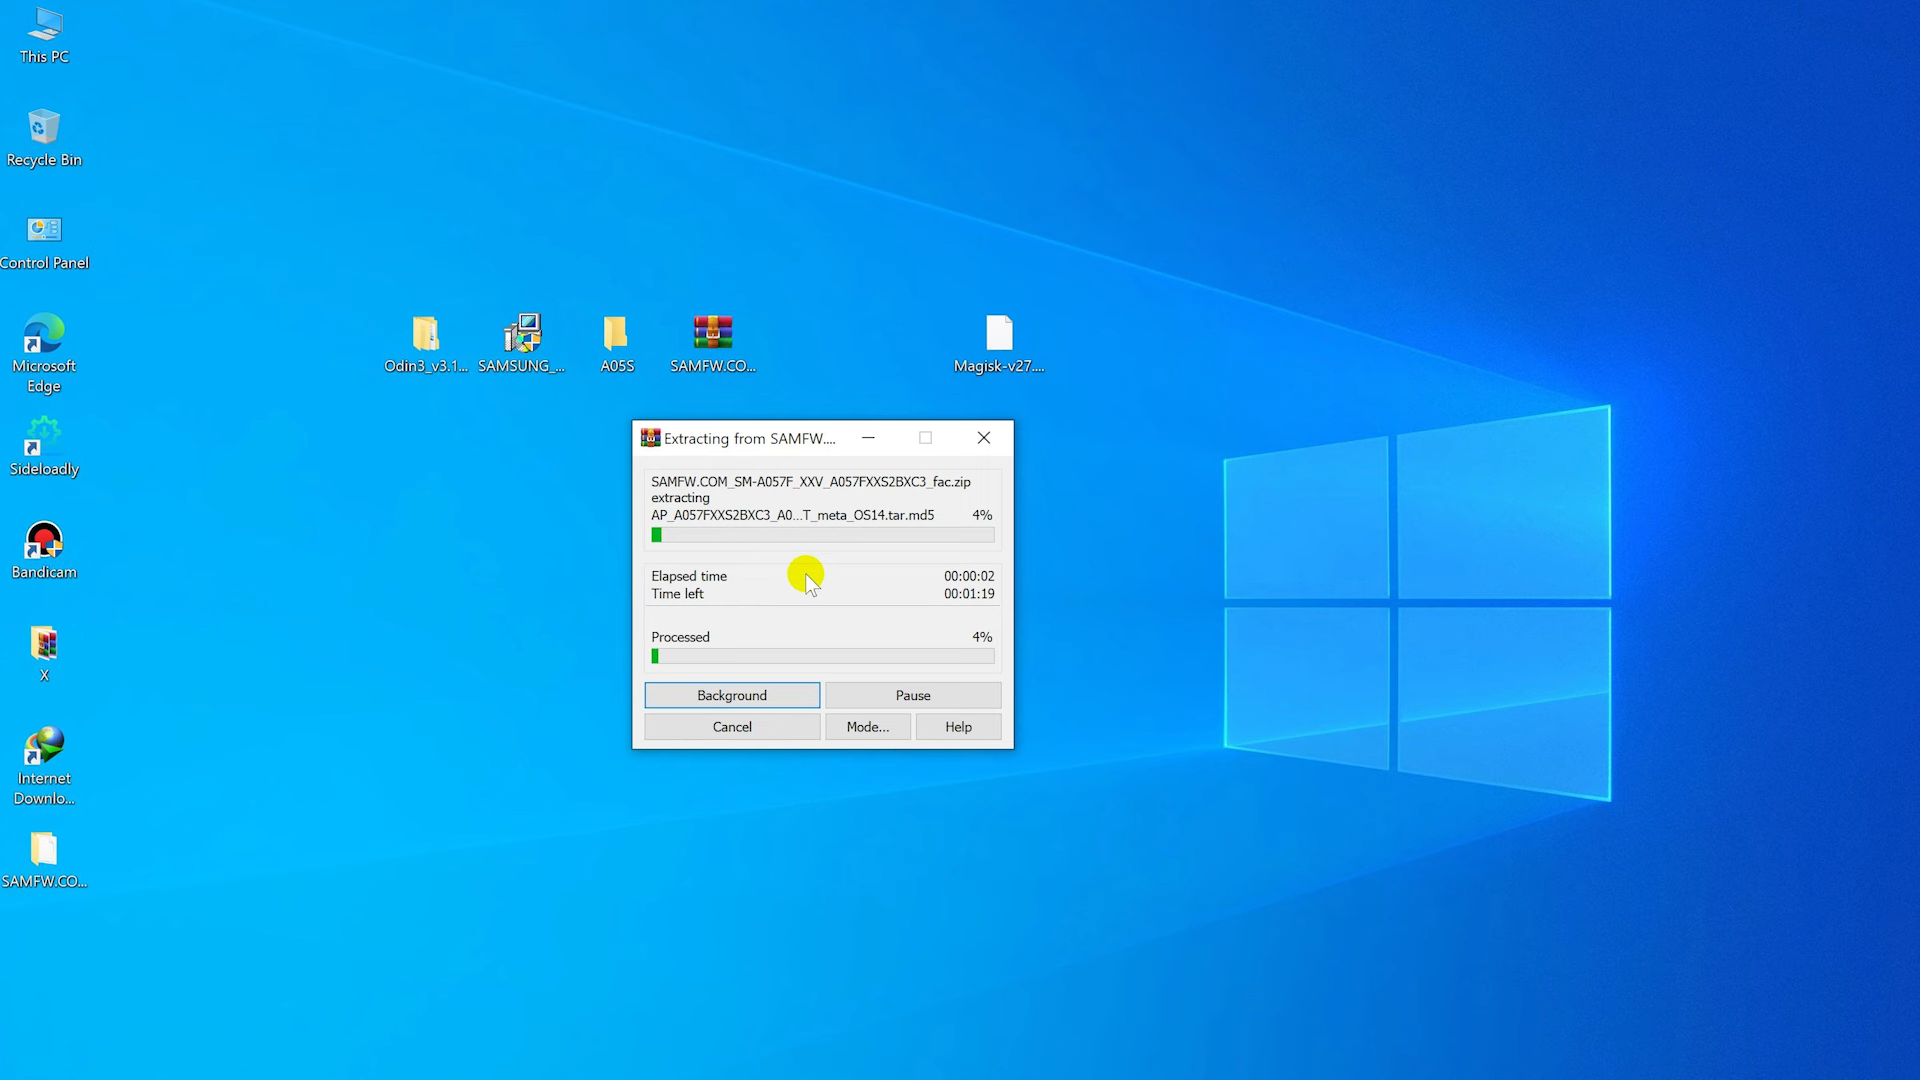 This PC
Recycle Bin
Control Panel
Microsoft
Edge
Sideloadly
Bandicam
X
Internet
Downlo...
SAMFW.CO...
Odin3_v3.1...
SAMSUNG_...
A05S
SAMFW.CO...
Magisk-v27....
Extracting from SAMFW....
SAMFW.COM_SM-A057F_XXV_A057FXXS2BXC3_fac.zip
extracting
AP_A057FXXS2BXC3_A0...T_meta_OS14.tar.md5 4%
Elapsed time 00:00:02
Time left 00:01:19
Processed 4%
Background Pause
Cancel Mode... Help